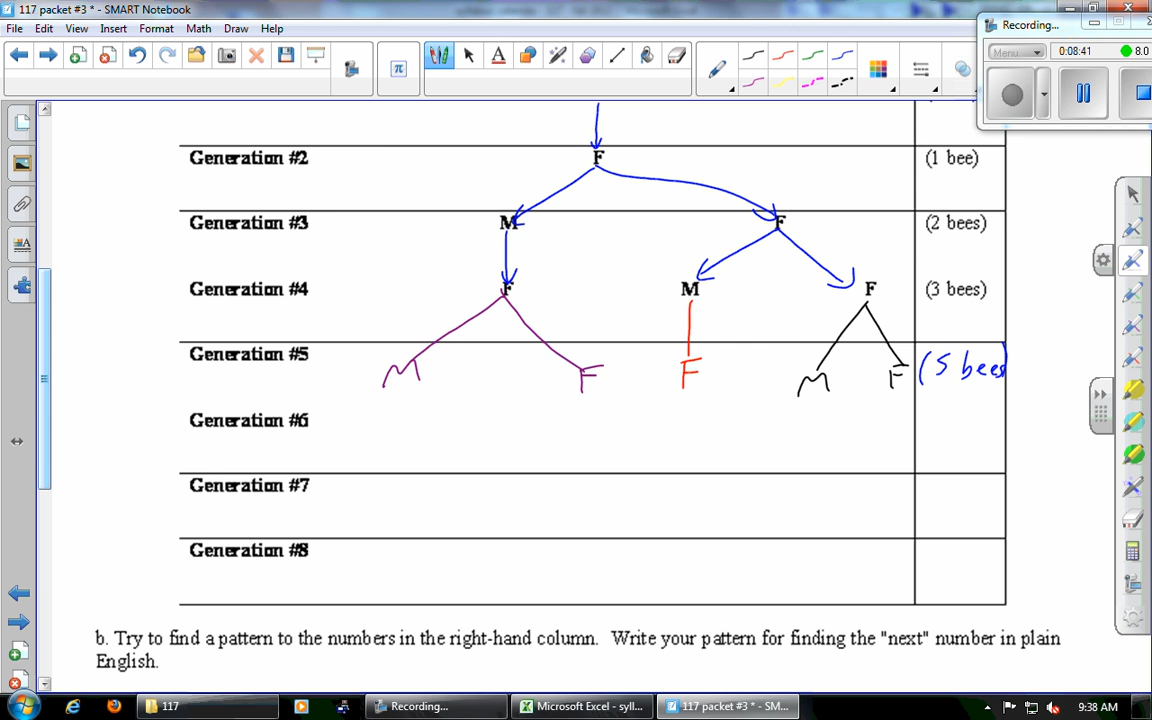 117 packet #3 * - SMART Notebook
Recording...
File Edit View Insert Format Math Draw Help
Menu
0:08:41
8.0
π
A
Generation #2 F (1 bee)
Generation #3 M F (2 bees)
Generation #4 F M F (3 bees)
Generation #5 M F F M F (5 bees)
Generation #6
Generation #7
Generation #8
b. Try to find a pattern to the numbers in the right-hand column. Write your pattern for finding the "next" number in plain
English.
117
Recording...
Microsoft Excel - syll...
117 packet #3 * - SM...
9:38 AM